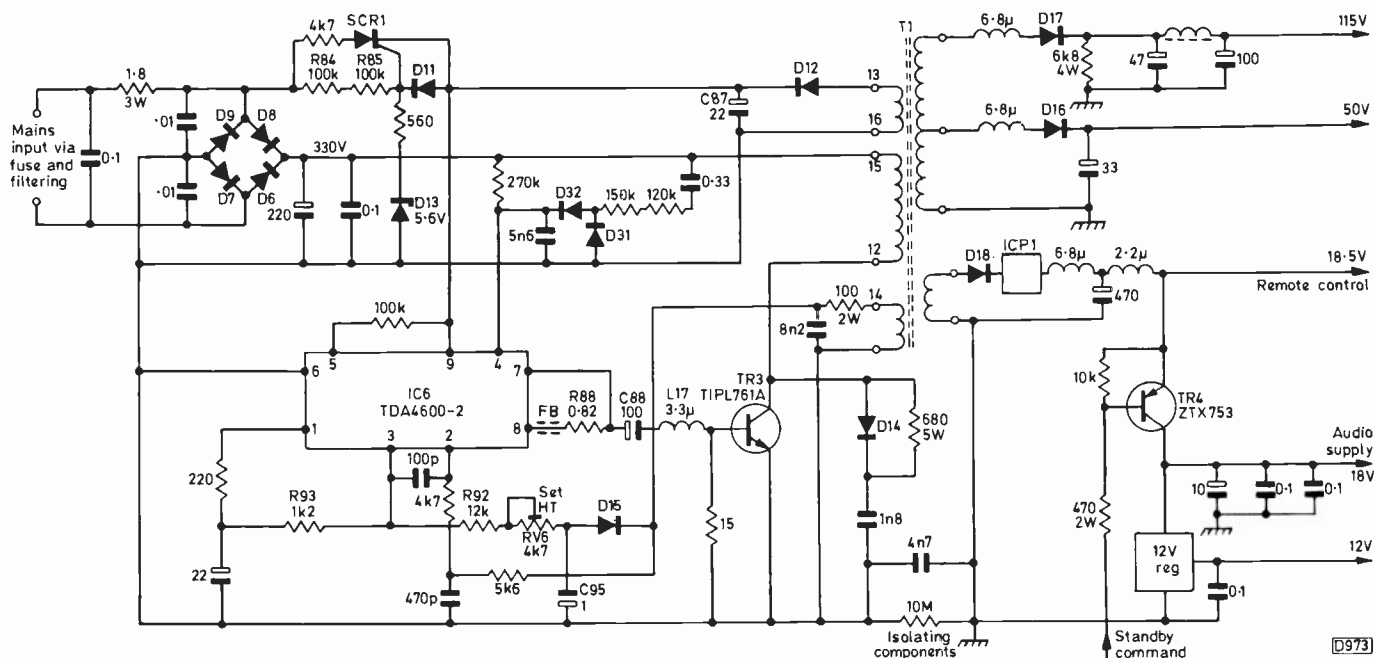 SCR1
4k7
R84
100k
R85
100k
D11
1·8
3W
Mains
input via
fuse and
filtering
0·1
·01
·01
D9
D8
D7
D6
330V
220
0·1
560
D13
5·6V
270k
5n6
D32
150k
120k
D31
0·33
C87
22
D12
13
16
15
12
14
T1
6·8µ
D17
6k8
4W
47
100
115V
6·8µ
D16
33
50V
D18
ICP1
6·8µ
2·2µ
470
18·5V
Remote control
100
2W
8n2
100k
5
9
4
6
7
IC6
TDA4600-2
1
3
2
8
FB
R88
0·82
C88
100
L17
3·3µ
TR3
TIPL761A
D14
680
5W
10k
TR4
ZTX753
Audio
supply
18V
10
0·1
0·1
220
R93
1k2
100p
4k7
R92
12k
Set
HT
RV6
4k7
D15
15
1n8
4n7
470
2W
12V
reg
12V
0·1
22
470p
5k6
C95
1
10M
Isolating
components
Standby
command
D973